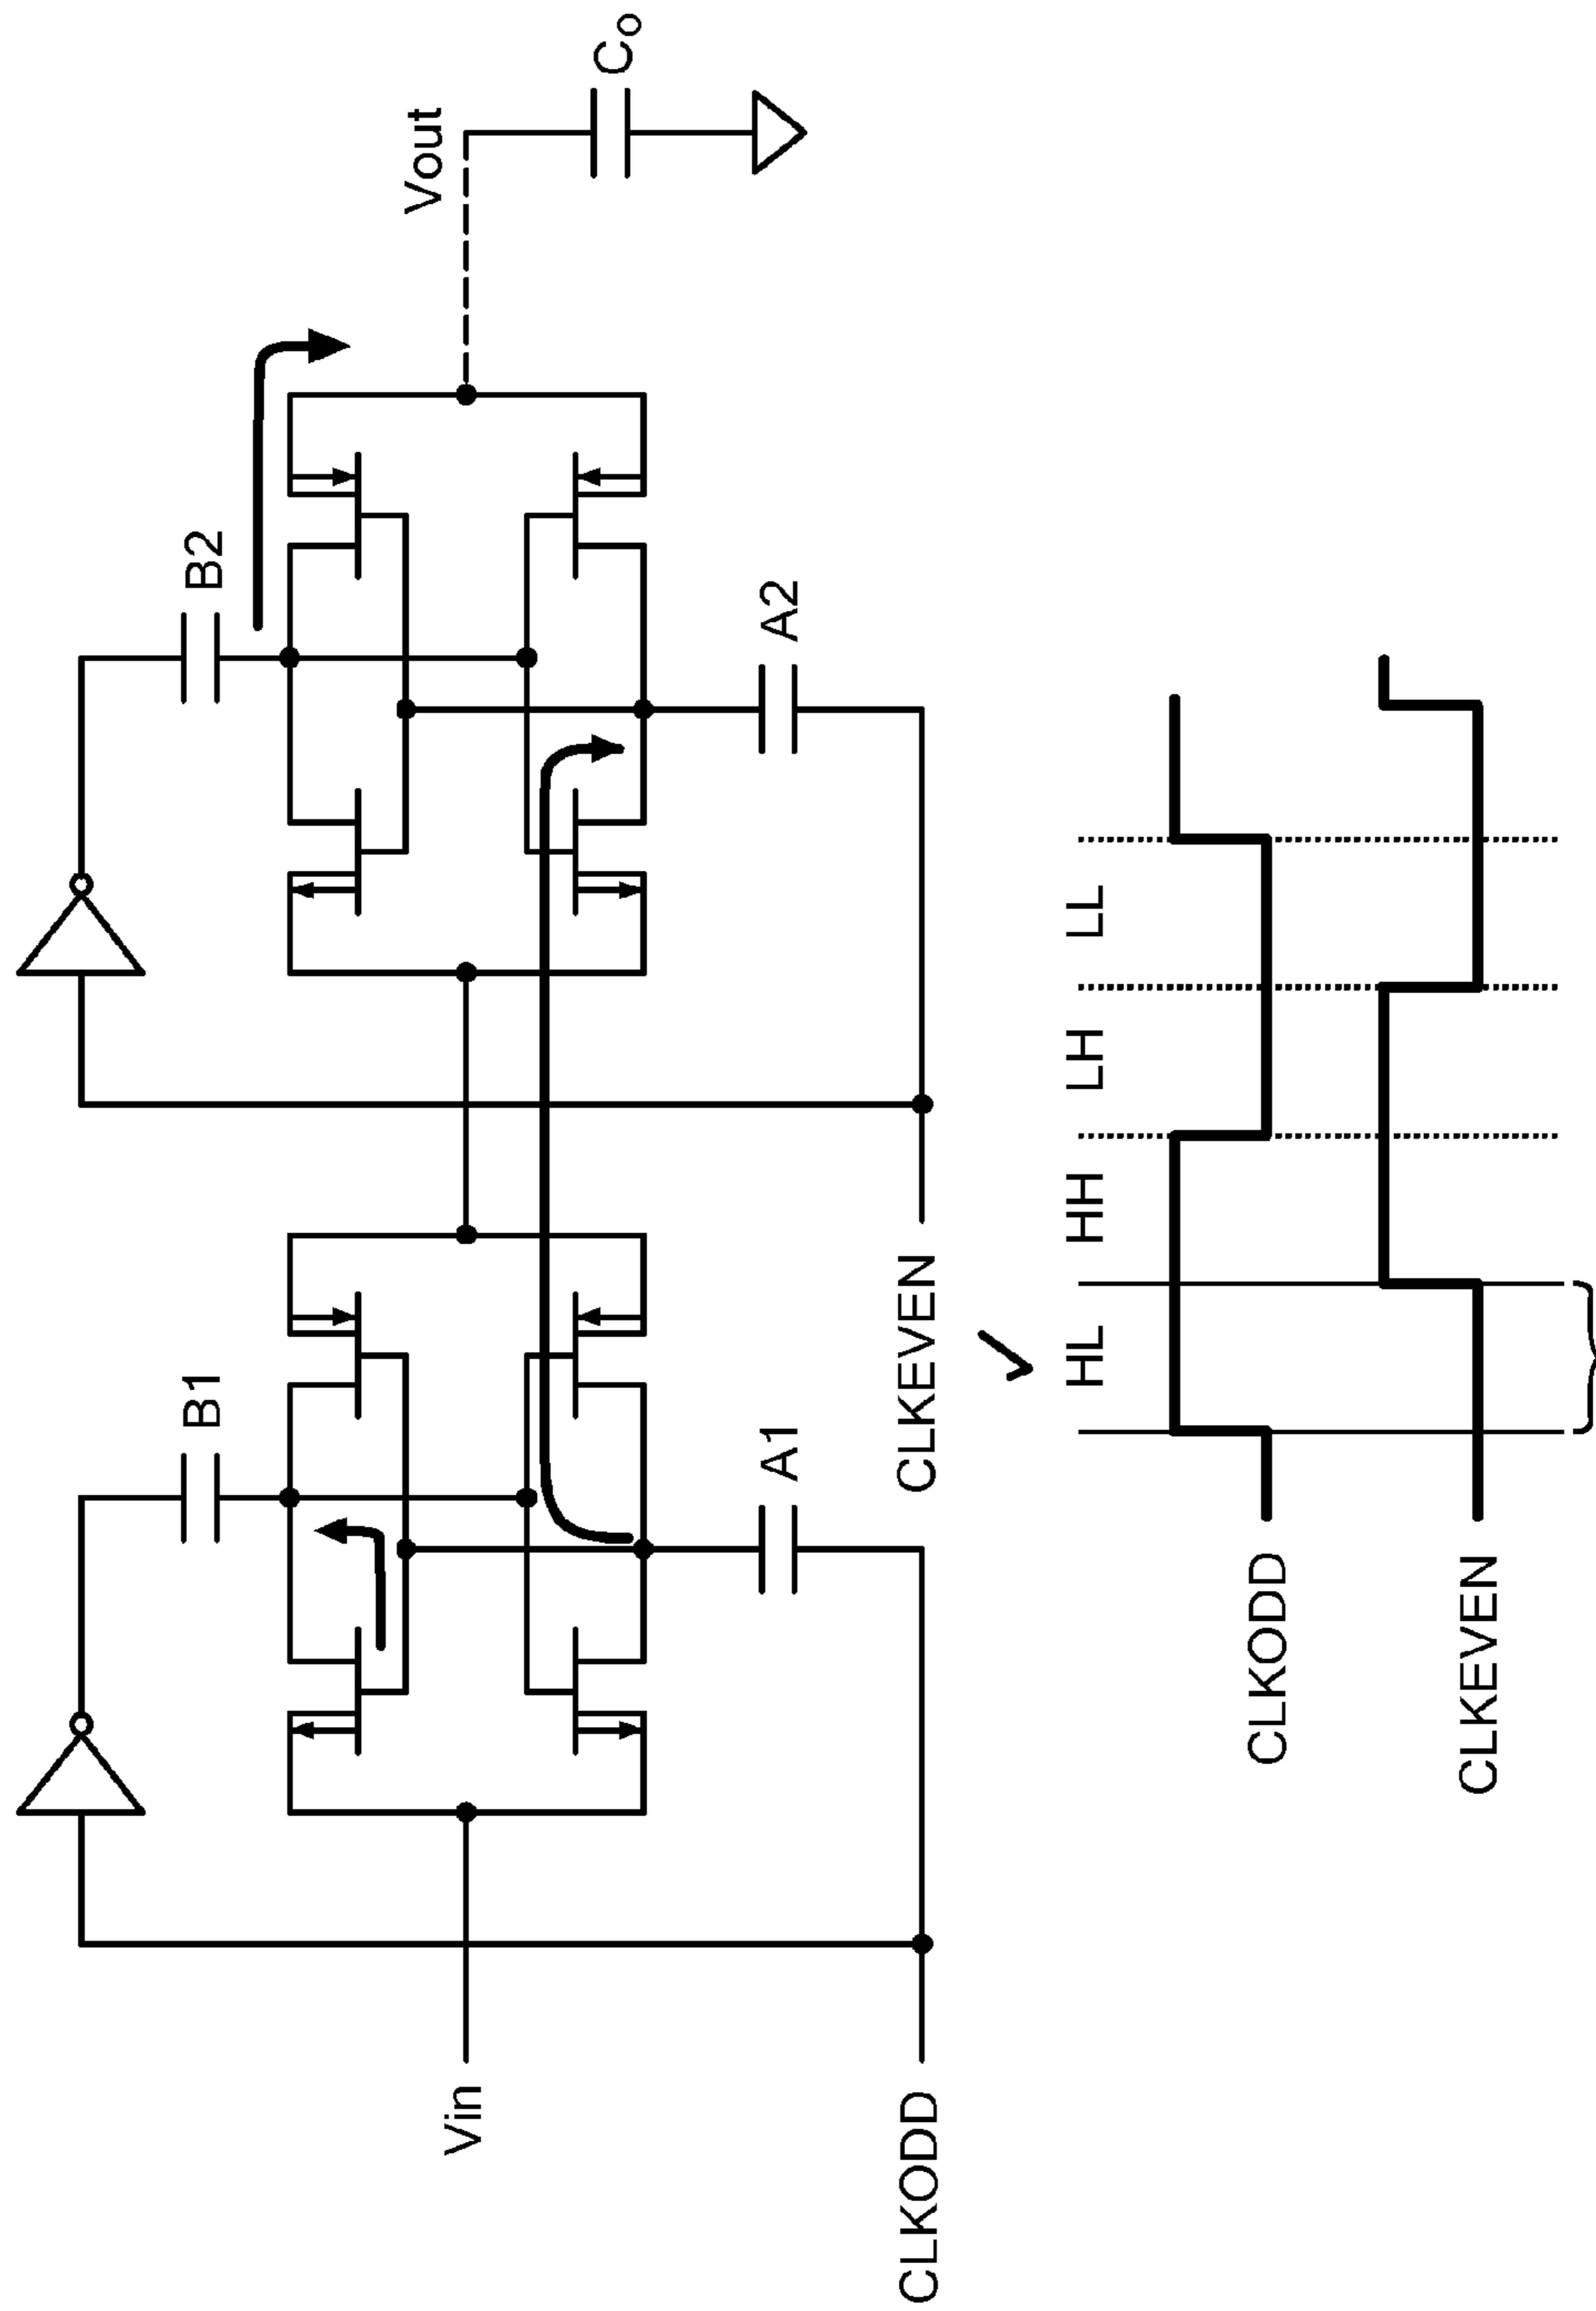 B1
B2
Vin
Vout
Co
A1
A2
CLKODD
CLKEVEN
HL
HH
LH
LL
CLKODD
CLKEVEN